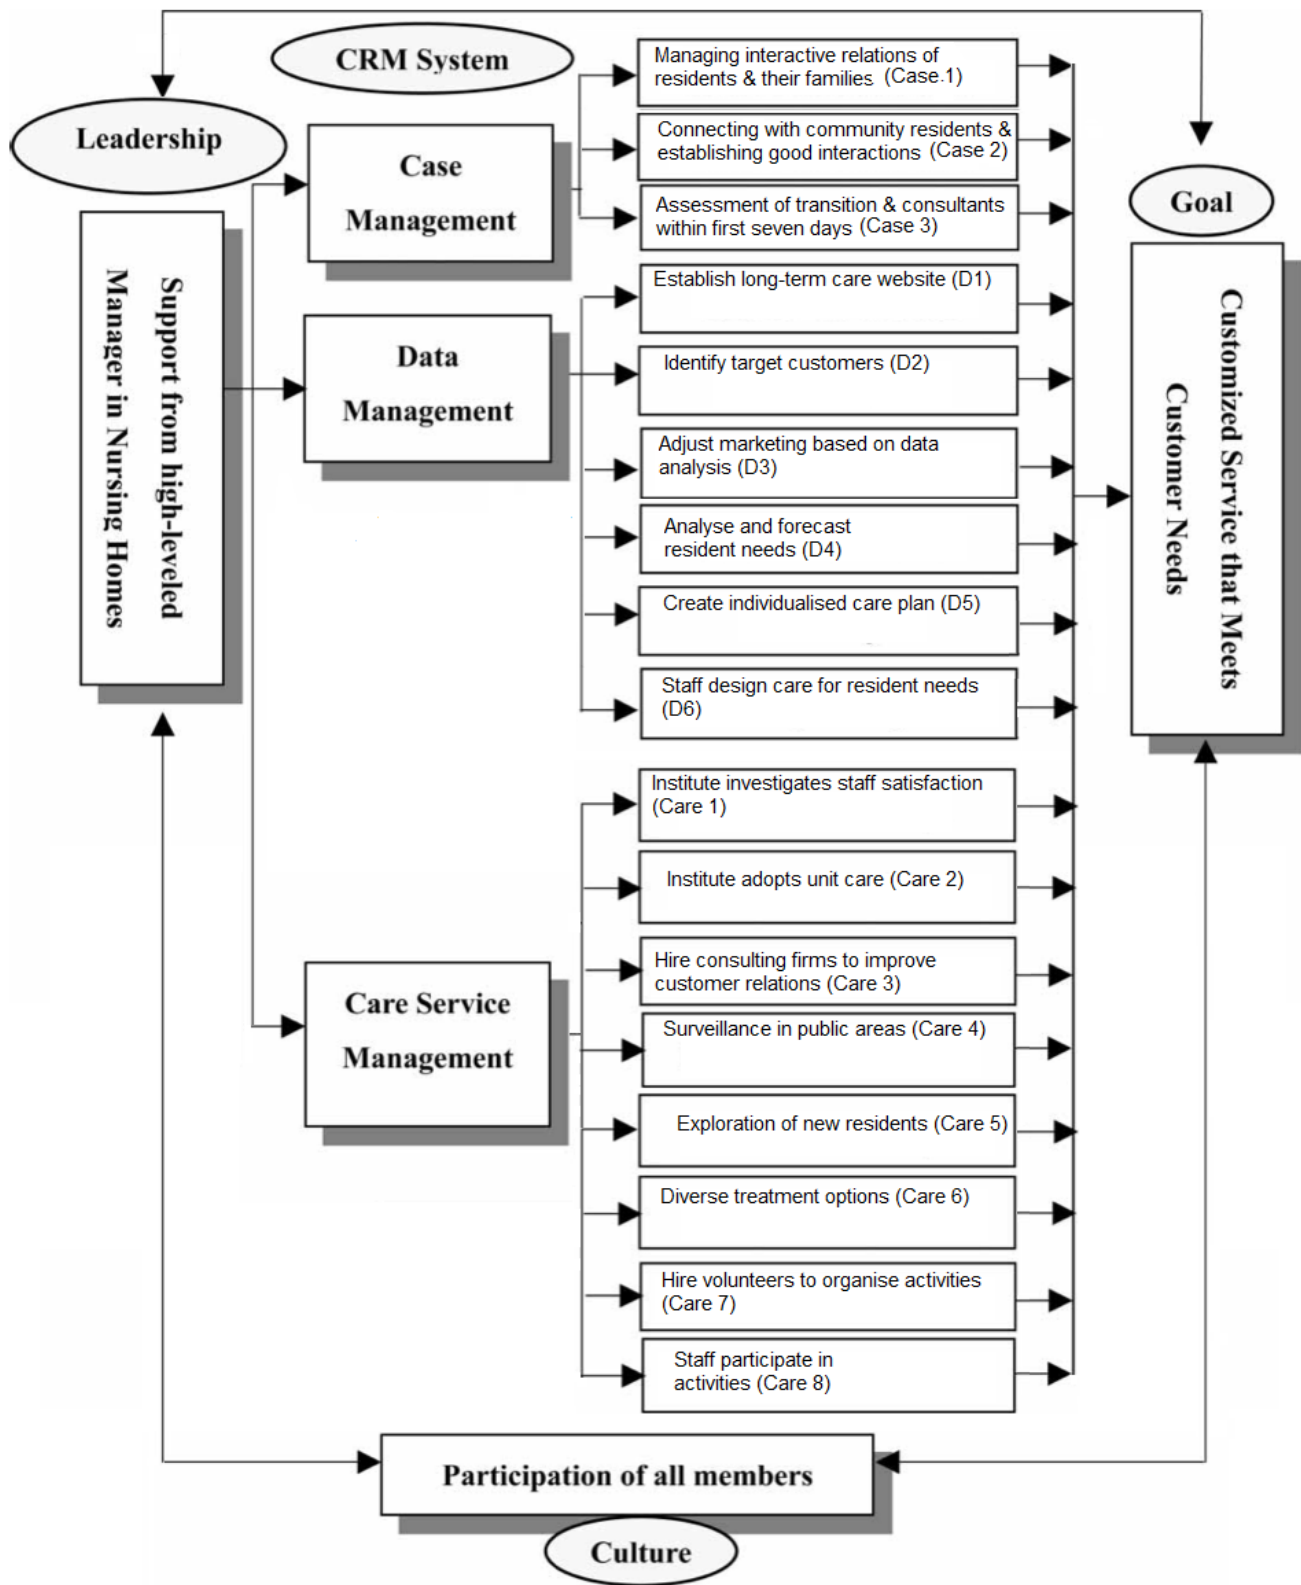 CRM System
Leadership
Support from high-leveled
Manager in Nursing Homes
Case
Management
Managing interactive relations of
residents & their families (Case.1)
Connecting with community residents &
establishing good interactions (Case 2)
Assessment of transition & consultants
within first seven days (Case 3)
Data
Management
Establish long-term care website (D1)
Identify target customers (D2)
Adjust marketing based on data
analysis (D3)
Analyse and forecast
resident needs (D4)
Create individualised care plan (D5)
Staff design care for resident needs
(D6)
Care Service
Management
Institute investigates staff satisfaction
(Care 1)
Institute adopts unit care (Care 2)
Hire consulting firms to improve
customer relations (Care 3)
Surveillance in public areas (Care 4)
Exploration of new residents (Care 5)
Diverse treatment options (Care 6)
Hire volunteers to organise activities
(Care 7)
Staff participate in
activities (Care 8)
Goal
Customized Service that Meets
Customer Needs
Participation of all members
Culture